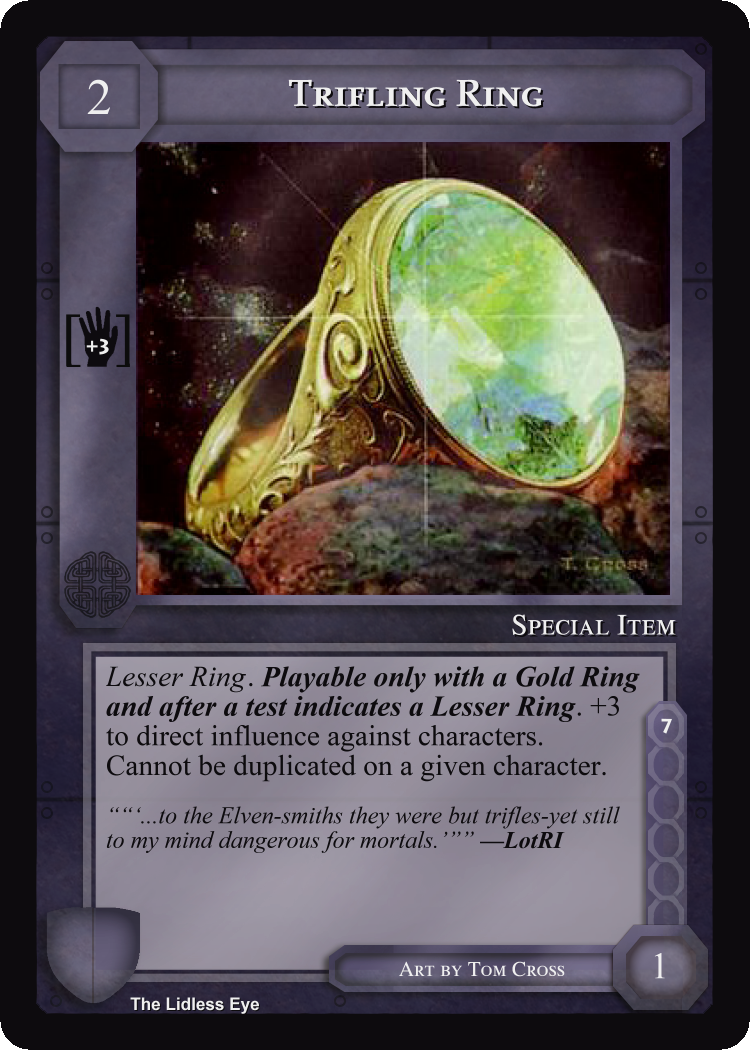 2
Trifling Ring
+3
T. Cross
Special Item
Lesser Ring. Playable only with a Gold Ring
and after a test indicates a Lesser Ring. +3
to direct influence against characters.
Cannot be duplicated on a given character.
7
““‘...to the Elven-smiths they were but trifles-yet still
to my mind dangerous for mortals.’”” —LotRI
Art by Tom Cross
1
The Lidless Eye